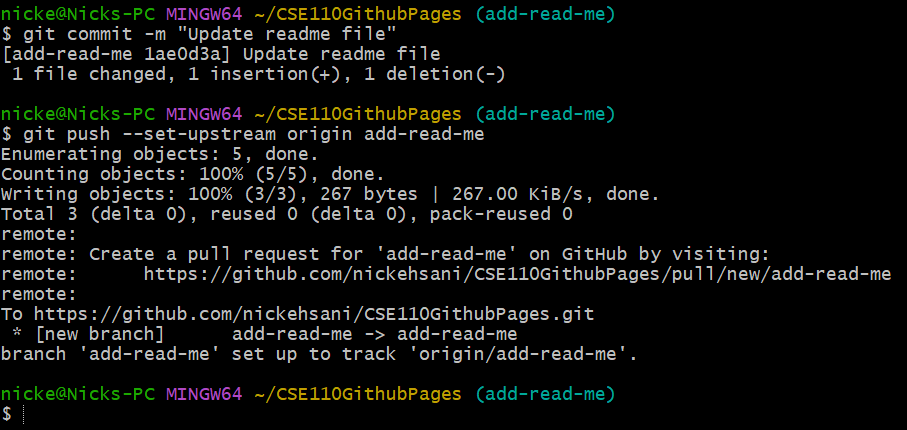 nicke@Nicks-PC MINGW64 ~/CSE110GithubPages (add-read-me)
$ git commit -m "Update readme file"
[add-read-me 1ae0d3a] Update readme file
 1 file changed, 1 insertion(+), 1 deletion(-)

nicke@Nicks-PC MINGW64 ~/CSE110GithubPages (add-read-me)
$ git push --set-upstream origin add-read-me
Enumerating objects: 5, done.
Counting objects: 100% (5/5), done.
Writing objects: 100% (3/3), 267 bytes | 267.00 KiB/s, done.
Total 3 (delta 0), reused 0 (delta 0), pack-reused 0
remote:
remote: Create a pull request for 'add-read-me' on GitHub by visiting:
remote:      https://github.com/nickehsani/CSE110GithubPages/pull/new/add-read-me
remote:
To https://github.com/nickehsani/CSE110GithubPages.git
 * [new branch]      add-read-me -> add-read-me
branch 'add-read-me' set up to track 'origin/add-read-me'.

nicke@Nicks-PC MINGW64 ~/CSE110GithubPages (add-read-me)
$